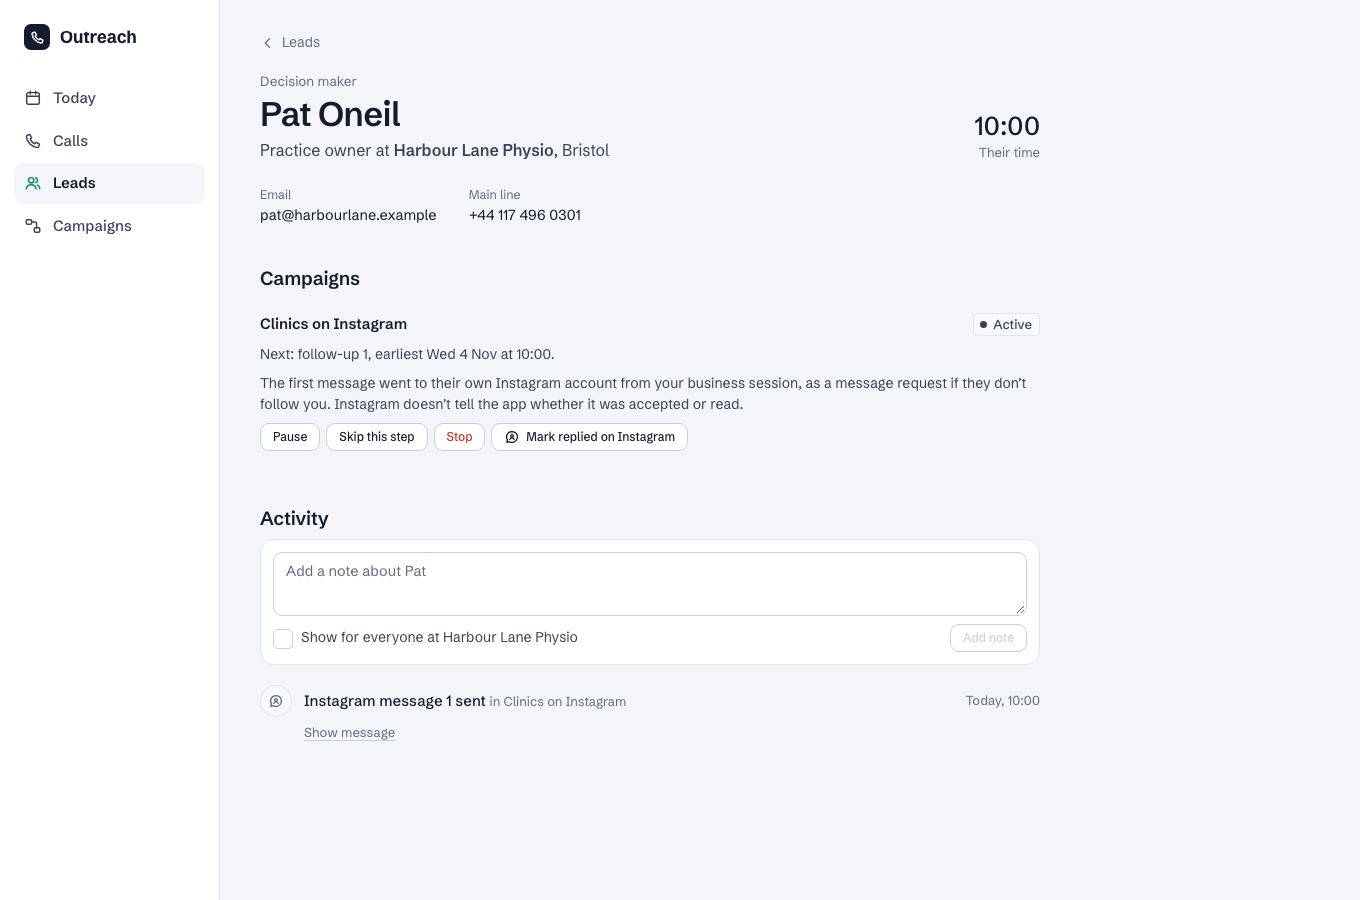 Outreach
Today
Calls
Leads
Campaigns
Leads
Decision maker
Pat Oneil
Practice owner at Harbour Lane Physio, Bristol
10:00
Their time
Email
pat@harbourlane.example
Main line
+44 117 496 0301
Campaigns
Clinics on Instagram
Active
Next: follow-up 1, earliest Wed 4 Nov at 10:00.
The first message went to their own Instagram account from your business session, as a message request if they don’t
follow you. Instagram doesn’t tell the app whether it was accepted or read.
Pause
Skip this step
Stop
Mark replied on Instagram
Activity
Add a note about Pat
Show for everyone at Harbour Lane Physio
Add note
Instagram message 1 sent in Clinics on Instagram
Today, 10:00
Show message